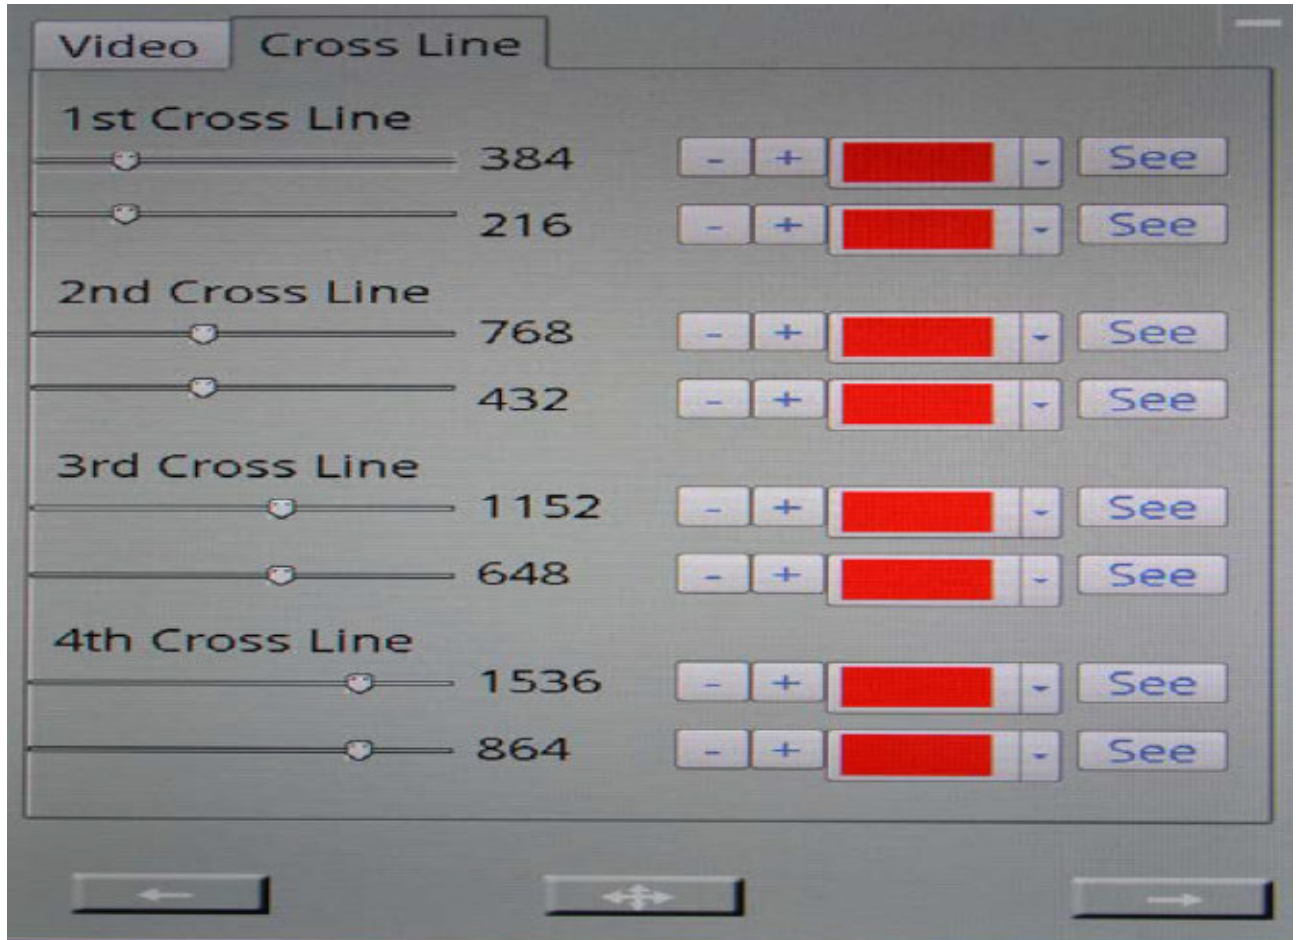 Video Cross Line
1st Cross Line
384 - + See
216 - + See
2nd Cross Line
768 - + See
432 - + See
3rd Cross Line
1152 - + See
648 - + See
4th Cross Line
1536 - + See
864 - + See